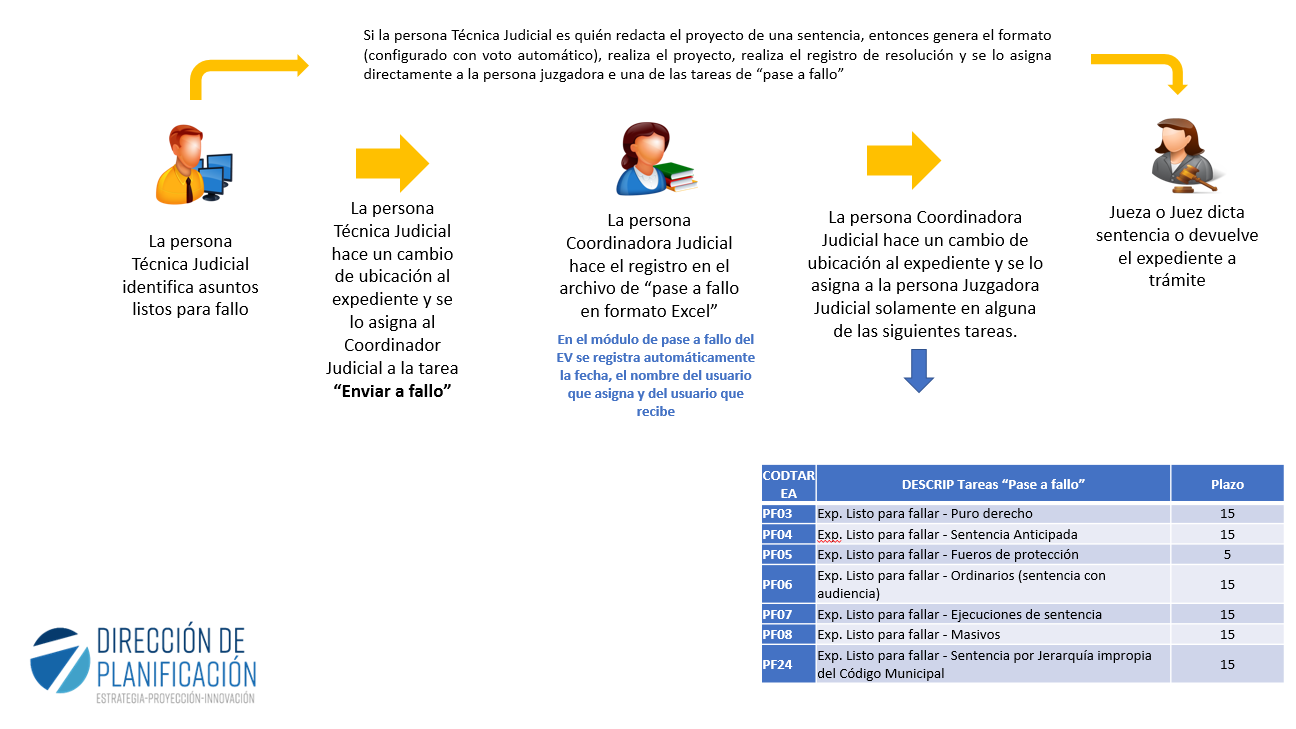 Si la persona Técnica Judicial es quién redacta el proyecto de una sentencia, entonces genera el formato
(configurado con voto automático), realiza el proyecto, realiza el registro de resolución y se lo asigna
directamente a la persona juzgadora e una de las tareas de “pase a fallo”
La persona
Técnica Judicial
identifica asuntos
listos para fallo
La persona
Técnica Judicial
hace un cambio
de ubicación al
expediente y se
lo asigna al
Coordinador
Judicial a la tarea
“Enviar a fallo”
La persona
Coordinadora Judicial
hace el registro en el
archivo de “pase a fallo
en formato Excel”
En el módulo de pase a fallo del
EV se registra automáticamente
la fecha, el nombre del usuario
que asigna y del usuario que
recibe
La persona Coordinadora
Judicial hace un cambio de
ubicación al expediente y se lo
asigna a la persona Juzgadora
Judicial solamente en alguna
de las siguientes tareas.
Jueza o Juez dicta
sentencia o devuelve
el expediente a
trámite
CODTAR
EA
DESCRIP Tareas “Pase a fallo”
Plazo
PF03 Exp. Listo para fallar - Puro derecho 15
PF04 Exp. Listo para fallar - Sentencia Anticipada 15
PF05 Exp. Listo para fallar - Fueros de protección 5
PF06 Exp. Listo para fallar - Ordinarios (sentencia con
audiencia) 15
PF07 Exp. Listo para fallar - Ejecuciones de sentencia 15
PF08 Exp. Listo para fallar - Masivos 15
PF24 Exp. Listo para fallar - Sentencia por Jerarquía impropia
del Código Municipal 15
DIRECCIÓN DE
PLANIFICACIÓN
ESTRATEGIA-PROYECCIÓN-INNOVACIÓN